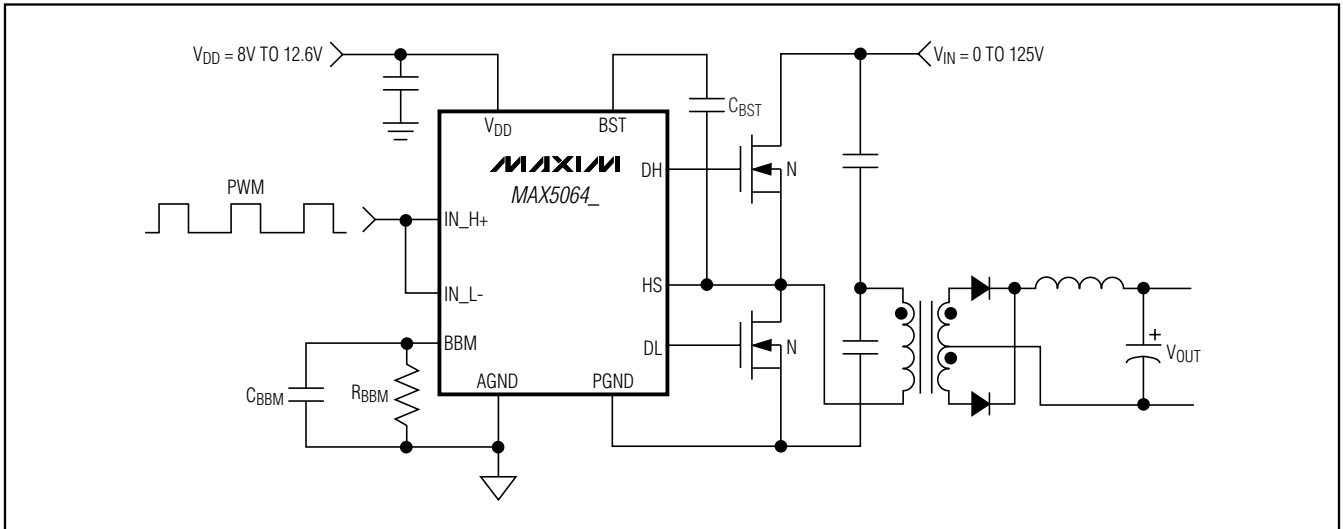 V_DD = 8V TO 12.6V
V_IN = 0 TO 125V
C_BST
V_DD
BST
MAXIM
MAX5064_
DH
N
PWM
IN_H+
HS
IN_L-
BBM
DL
N
V_OUT
+
C_BBM
R_BBM
AGND
PGND